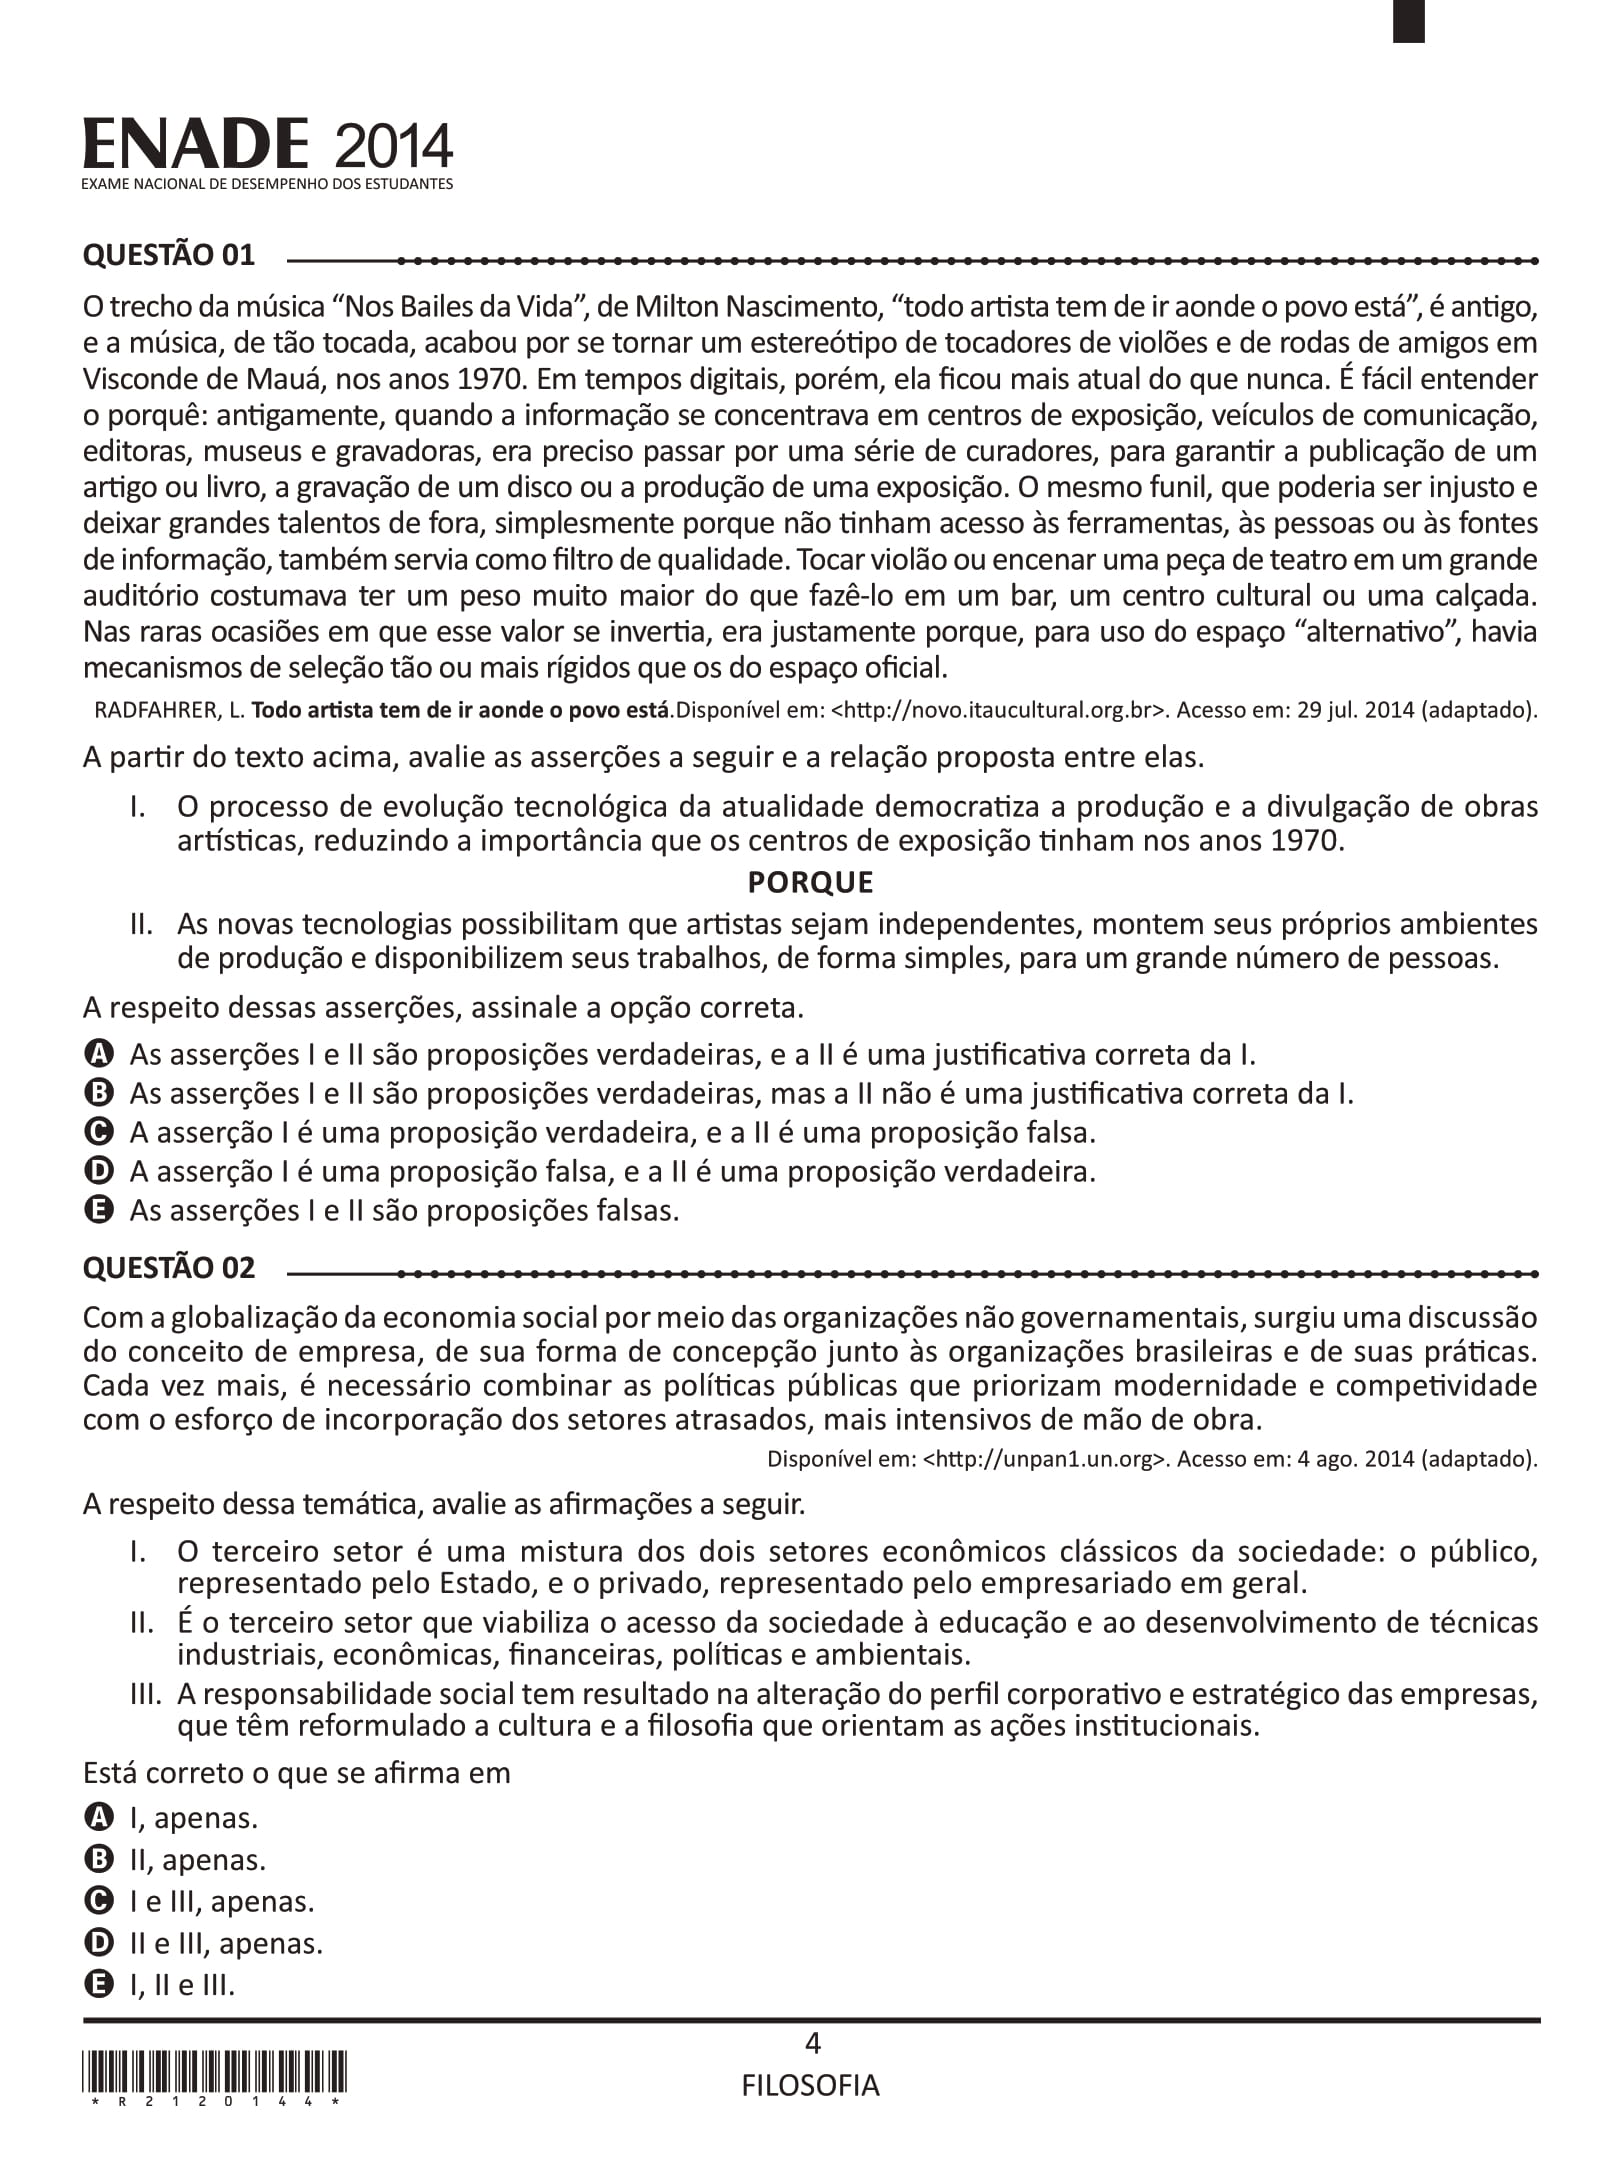 ENADE 2014
EXAME NACIONAL DE DESEMPENHO DOS ESTUDANTES
QUESTÃO 01
O trecho da música “Nos Bailes da Vida”, de Milton Nascimento, “todo artista tem de ir aonde o povo está”, é antigo,
e a música, de tão tocada, acabou por se tornar um estereótipo de tocadores de violões e de rodas de amigos em
Visconde de Mauá, nos anos 1970. Em tempos digitais, porém, ela ficou mais atual do que nunca. É fácil entender
o porquê: antigamente, quando a informação se concentrava em centros de exposição, veículos de comunicação,
editoras, museus e gravadoras, era preciso passar por uma série de curadores, para garantir a publicação de um
artigo ou livro, a gravação de um disco ou a produção de uma exposição. O mesmo funil, que poderia ser injusto e
deixar grandes talentos de fora, simplesmente porque não tinham acesso às ferramentas, às pessoas ou às fontes
de informação, também servia como filtro de qualidade. Tocar violão ou encenar uma peça de teatro em um grande
auditório costumava ter um peso muito maior do que fazê-lo em um bar, um centro cultural ou uma calçada.
Nas raras ocasiões em que esse valor se invertia, era justamente porque, para uso do espaço “alternativo”, havia
mecanismos de seleção tão ou mais rígidos que os do espaço oficial.
RADFAHRER, L. Todo artista tem de ir aonde o povo está.Disponível em: <http://novo.itaucultural.org.br>. Acesso em: 29 jul. 2014 (adaptado).
A partir do texto acima, avalie as asserções a seguir e a relação proposta entre elas.
I. O processo de evolução tecnológica da atualidade democratiza a produção e a divulgação de obras
artísticas, reduzindo a importância que os centros de exposição tinham nos anos 1970.
PORQUE
II. As novas tecnologias possibilitam que artistas sejam independentes, montem seus próprios ambientes
de produção e disponibilizem seus trabalhos, de forma simples, para um grande número de pessoas.
A respeito dessas asserções, assinale a opção correta.
A As asserções I e II são proposições verdadeiras, e a II é uma justificativa correta da I.
B As asserções I e II são proposições verdadeiras, mas a II não é uma justificativa correta da I.
C A asserção I é uma proposição verdadeira, e a II é uma proposição falsa.
D A asserção I é uma proposição falsa, e a II é uma proposição verdadeira.
E As asserções I e II são proposições falsas.
QUESTÃO 02
Com a globalização da economia social por meio das organizações não governamentais, surgiu uma discussão
do conceito de empresa, de sua forma de concepção junto às organizações brasileiras e de suas práticas.
Cada vez mais, é necessário combinar as políticas públicas que priorizam modernidade e competividade
com o esforço de incorporação dos setores atrasados, mais intensivos de mão de obra.
Disponível em: <http://unpan1.un.org>. Acesso em: 4 ago. 2014 (adaptado).
A respeito dessa temática, avalie as afirmações a seguir.
I. O terceiro setor é uma mistura dos dois setores econômicos clássicos da sociedade: o público,
representado pelo Estado, e o privado, representado pelo empresariado em geral.
II. É o terceiro setor que viabiliza o acesso da sociedade à educação e ao desenvolvimento de técnicas
industriais, econômicas, financeiras, políticas e ambientais.
III. A responsabilidade social tem resultado na alteração do perfil corporativo e estratégico das empresas,
que têm reformulado a cultura e a filosofia que orientam as ações institucionais.
Está correto o que se afirma em
A I, apenas.
B II, apenas.
C I e III, apenas.
D II e III, apenas.
E I, II e III.
4
FILOSOFIA
* R 2 1 2 0 1 4 4 *